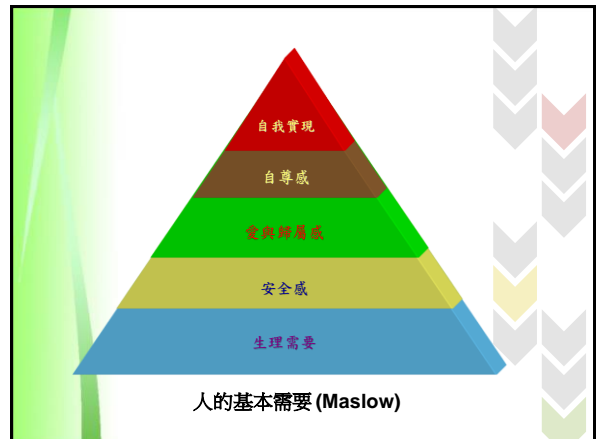 自我實現
自尊感
愛與歸屬感
安全感
生理需要
人的基本需要(Maslow)